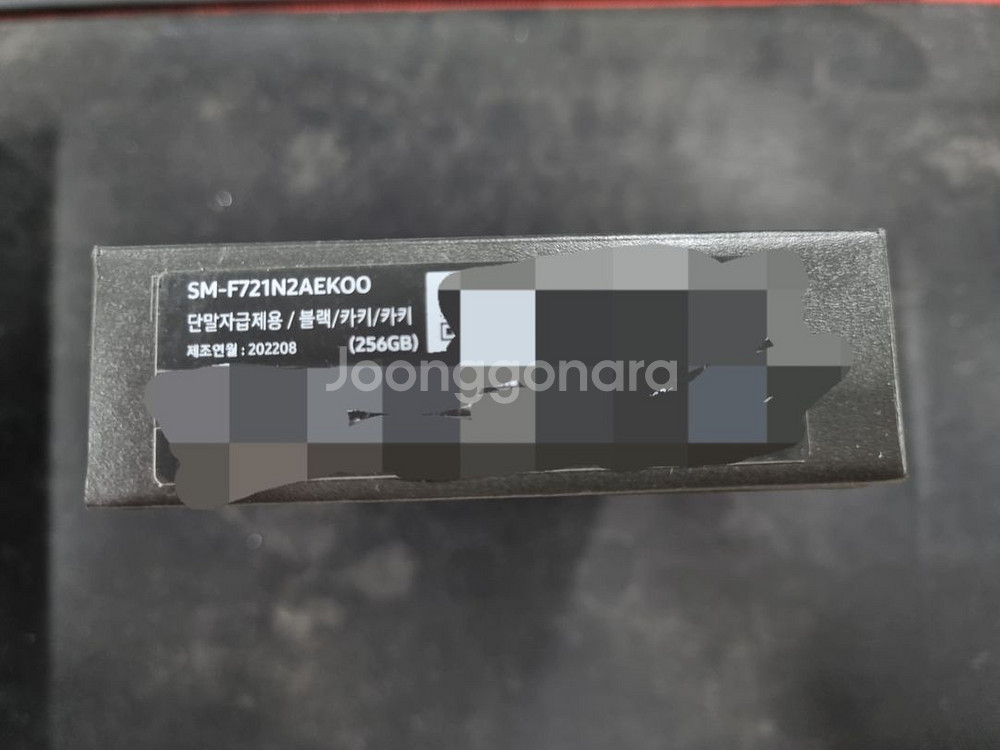 SM-F721N2AEKOO
단말자급제용 / 블랙/카키/카키
(256GB)
제조연월 : 202208
Joonggonara